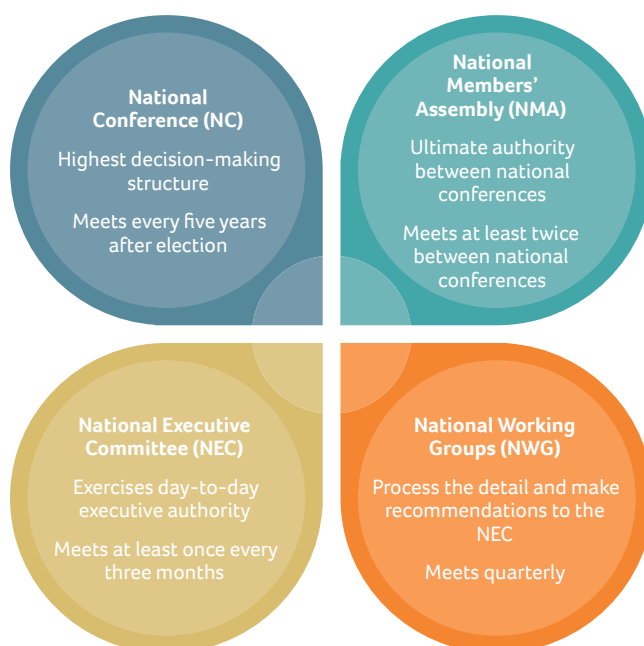 National
Conference (NC)
Highest decision-making
structure
Meets every five years
after election
National
Members’
Assembly (NMA)
Ultimate authority
between national
conferences
Meets at least twice
between national
conferences
National Executive
Committee (NEC)
Exercises day-to-day
executive authority
Meets at least once every
three months
National Working
Groups (NWG)
Process the detail and make
recommendations to the
NEC
Meets quarterly